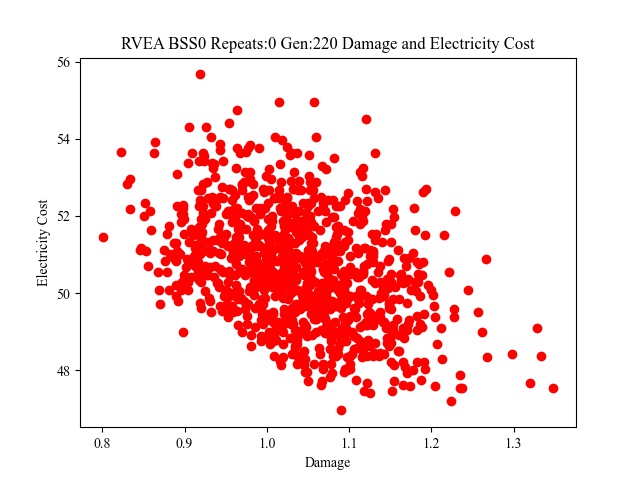 RVEA BSS0 Repeats:0 Gen:220 Damage and Electricity Cost
56
54
52
50
48
Electricity Cost
0.8 0.9 1.0 1.1 1.2 1.3
Damage